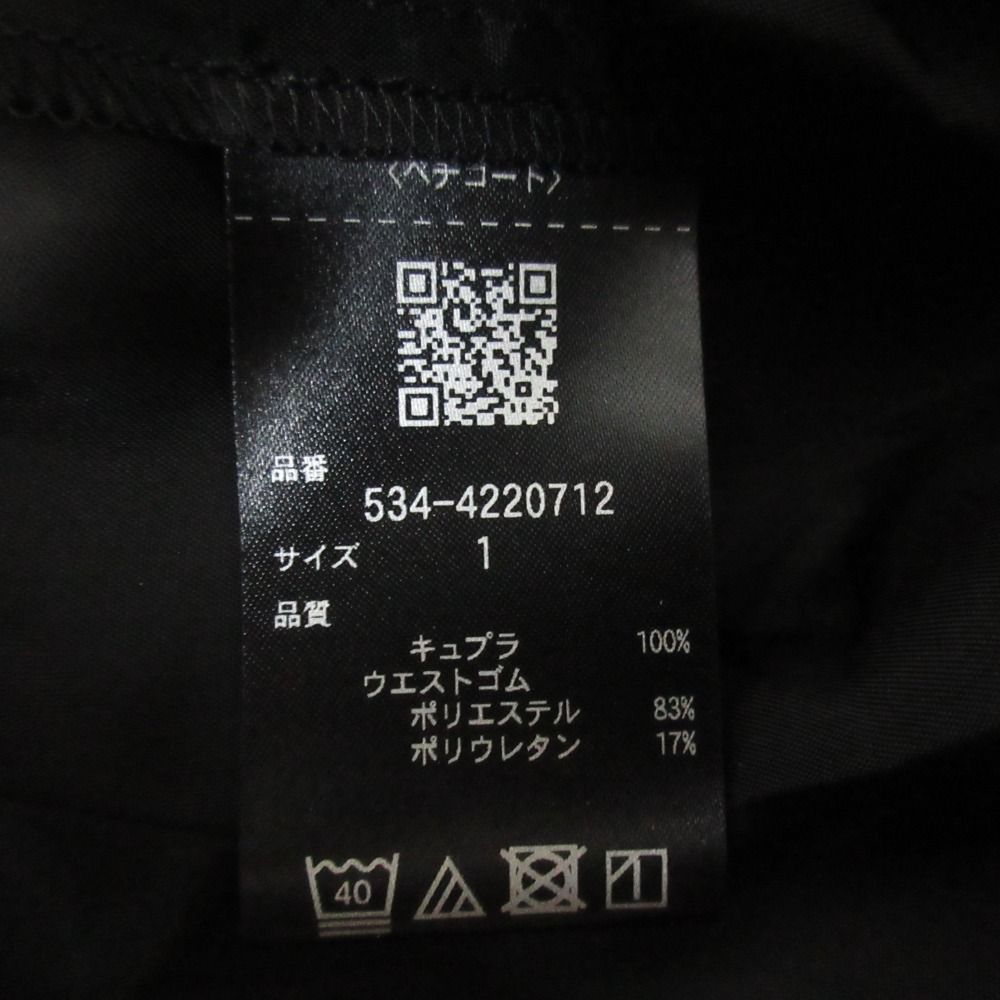 〈ペチコート〉
品番
534-4220712
サイズ 1
品質
キュプラ 100%
ウエストゴム
ポリエステル 83%
ポリウレタン 17%
40